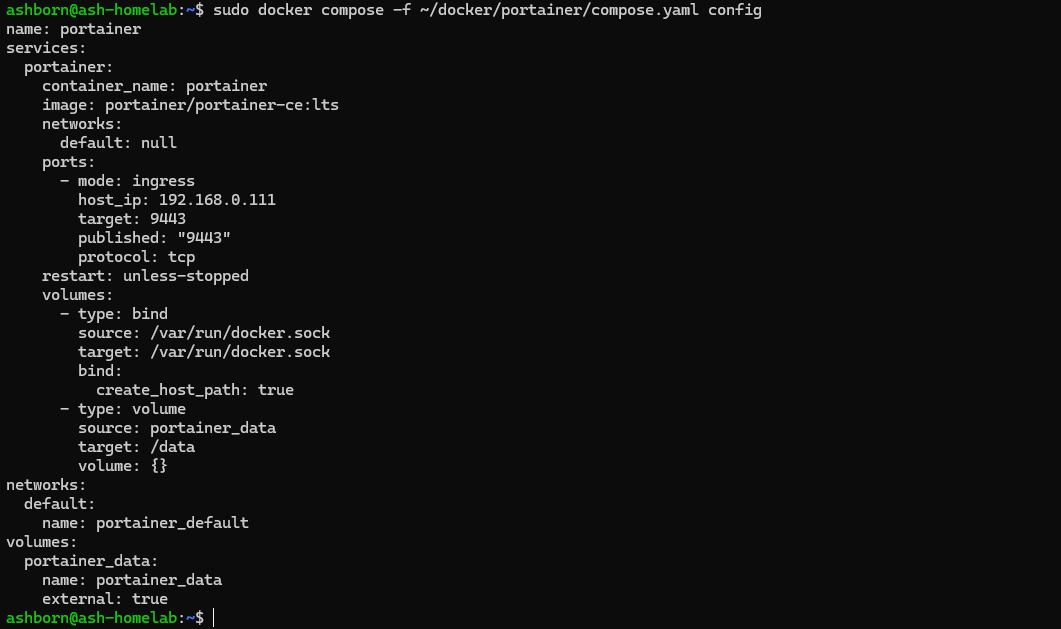 ashborn@ash-homelab:~$ sudo docker compose -f ~/docker/portainer/compose.yaml config
name: portainer
services:
  portainer:
    container_name: portainer
    image: portainer/portainer-ce:lts
    networks:
      default: null
    ports:
      - mode: ingress
        host_ip: 192.168.0.111
        target: 9443
        published: "9443"
        protocol: tcp
    restart: unless-stopped
    volumes:
      - type: bind
        source: /var/run/docker.sock
        target: /var/run/docker.sock
        bind:
          create_host_path: true
      - type: volume
        source: portainer_data
        target: /data
        volume: {}
networks:
  default:
    name: portainer_default
volumes:
  portainer_data:
    name: portainer_data
    external: true
ashborn@ash-homelab:~$